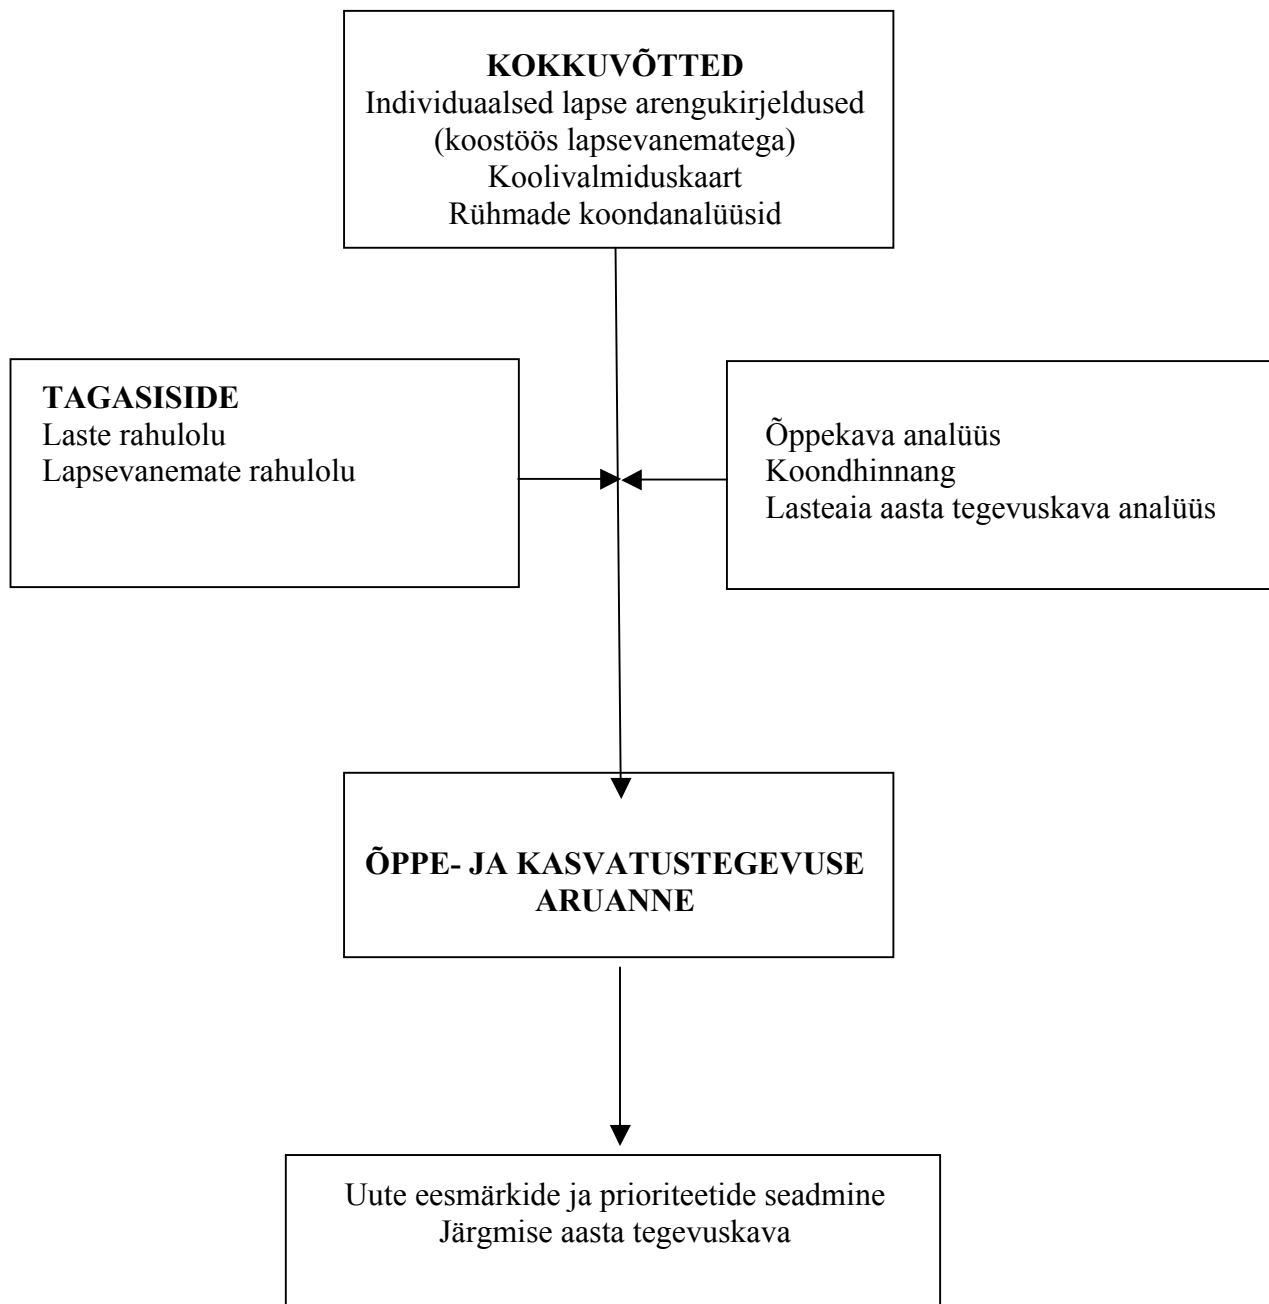 KOKKUVÕTTED
Individuaalsed lapse arengukirjeldused
(koostöös lapsevanematega)
Koolivalmiduskaart
Rühmade koondanalüüsid
TAGASISIDE
Laste rahulolu
Lapsevanemate rahulolu
Õppekava analüüs
Koondhinnang
Lasteaia aasta tegevuskava analüüs
ÕPPE- JA KASVATUSTEGEVUSE
ARUANNE
Uute eesmärkide ja prioriteetide seadmine
Järgmise aasta tegevuskava